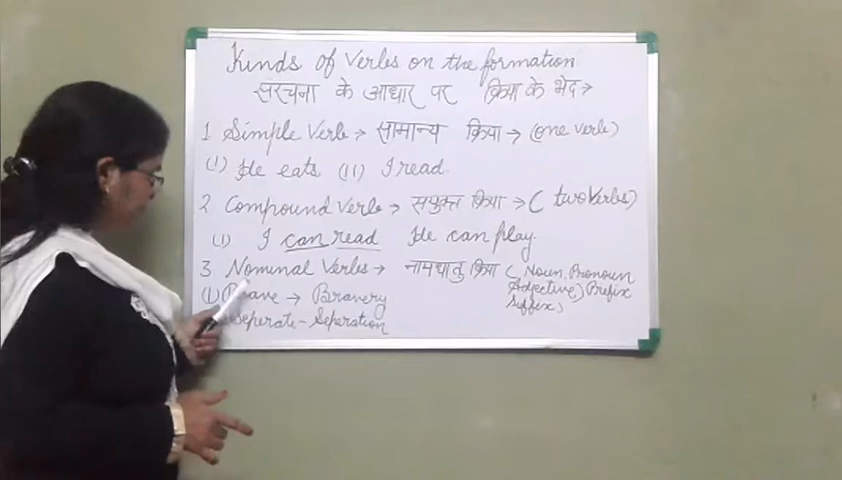 Kinds of Verbs on the formation
सरचना के आधार पर क्रिया के भेद→
1 Simple Verb → सामान्य क्रिया → (one verb)
(I) He eats (II) I read.
2 Compound Verb → सयुक्त क्रिया → ( two Verbs)
(I) I can read He can play.
3 Nominal Verbs → नामधातु क्रिया ( Noun, Pronoun
Adjective,) Prefix
Suffix,
(I) Brave → Bravery
Seperate - Seperation